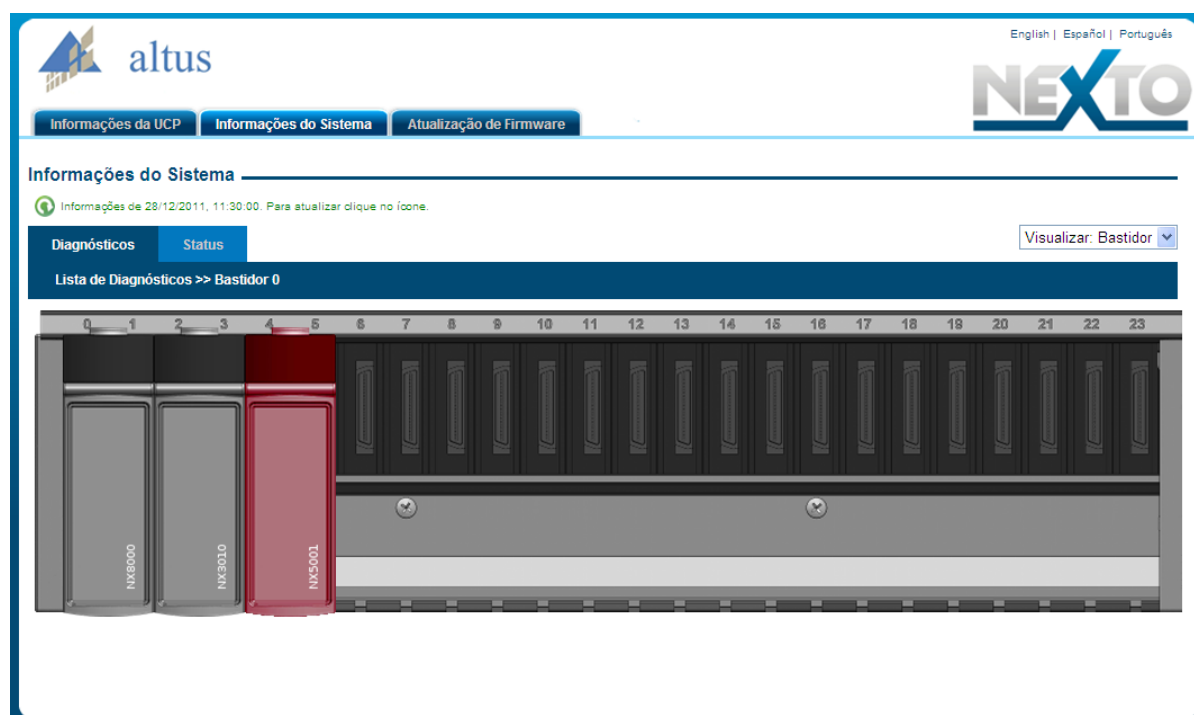 English | Español | Português
altus
NEXTO
Informações da UCP Informações do Sistema Atualização de Firmware
Informações do Sistema
Informações de 28/12/2011, 11:30:00. Para atualizar clique no ícone.
Diagnósticos Status
Visualizar: Bastidor
Lista de Diagnósticos >> Bastidor 0
0 1 2 3 4 5 6 7 8 9 10 11 12 13 14 15 16 17 18 19 20 21 22 23
NX8000
NX3010
NX5001